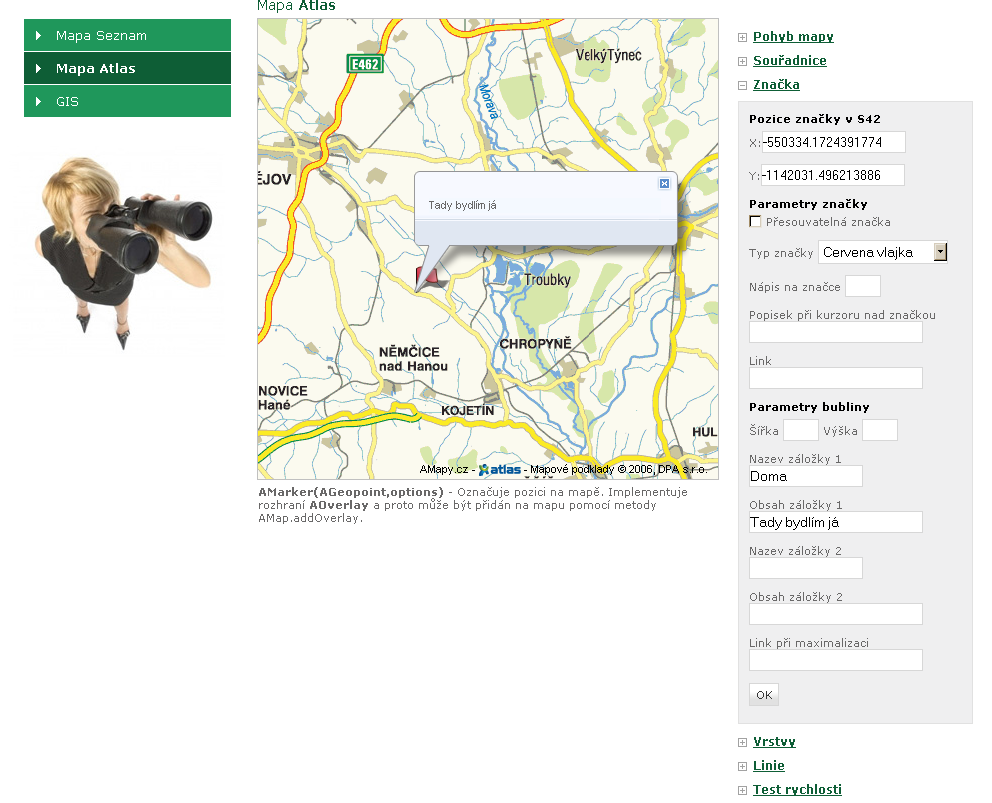 Mapa Atlas
Mapa Seznam
Mapa Atlas
GIS
E462
VelkýTýnec
Morava
ĚJOV
Tady bydlím já
Troubky
CHROPYNĚ
NĚMČICE
nad Hanou
NOVICE
Hané
KOJETÍN
HUL
AMapy.cz - atlas - Mapové podklady © 2006, DPA s.r.o.
AMarker(AGeopoint,options) - Označuje pozici na mapě. Implementuje
rozhraní AOverlay a proto může být přidán na mapu pomocí metody
AMap.addOverlay.
Pohyb mapy
Souřadnice
Značka
Pozice značky v S42
X: -550334.1724391774
Y: -1142031.496213886
Parametry značky
Přesouvatelná značka
Typ značky Cervena vlajka
Nápis na značce
Popisek při kurzoru nad značkou
Link
Parametry bubliny
Šířka Výška
Nazev záložky 1
Doma
Obsah záložky 1
Tady bydlím já
Nazev záložky 2
Obsah záložky 2
Link při maximalizaci
OK
Vrstvy
Linie
Test rychlosti